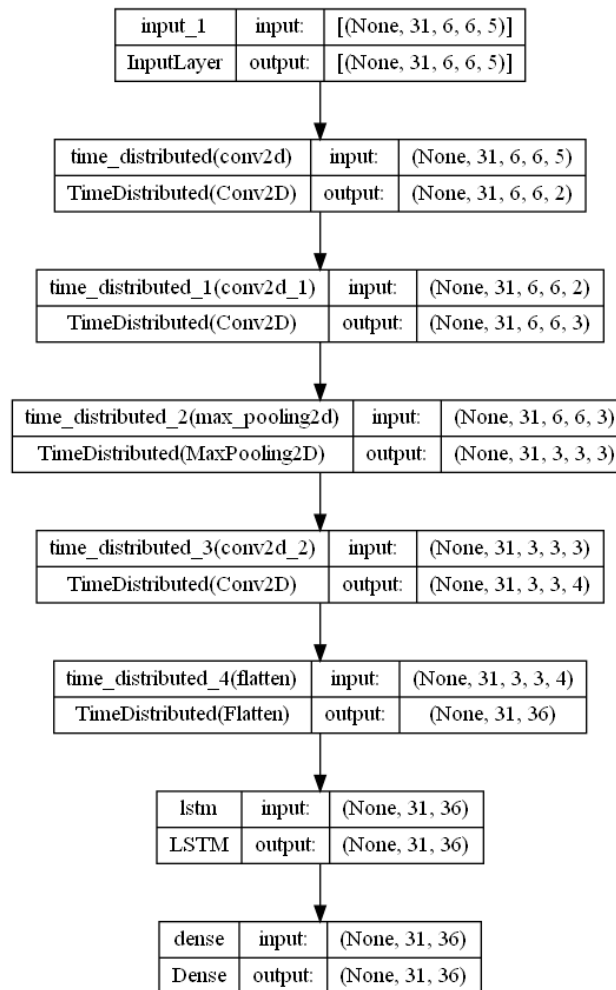 input_1 input: [(None, 31, 6, 6, 5)]
InputLayer output: [(None, 31, 6, 6, 5)]
time_distributed(conv2d) input: (None, 31, 6, 6, 5)
TimeDistributed(Conv2D) output: (None, 31, 6, 6, 2)
time_distributed_1(conv2d_1) input: (None, 31, 6, 6, 2)
TimeDistributed(Conv2D) output: (None, 31, 6, 6, 3)
time_distributed_2(max_pooling2d) input: (None, 31, 6, 6, 3)
TimeDistributed(MaxPooling2D) output: (None, 31, 3, 3, 3)
time_distributed_3(conv2d_2) input: (None, 31, 3, 3, 3)
TimeDistributed(Conv2D) output: (None, 31, 3, 3, 4)
time_distributed_4(flatten) input: (None, 31, 3, 3, 4)
TimeDistributed(Flatten) output: (None, 31, 36)
lstm input: (None, 31, 36)
LSTM output: (None, 31, 36)
dense input: (None, 31, 36)
Dense output: (None, 31, 36)